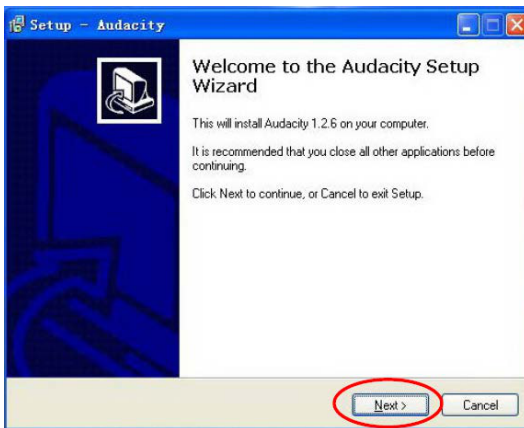 Setup - Audacity
Welcome to the Audacity Setup
Wizard
This will install Audacity 1.2.6 on your computer.
It is recommended that you close all other applications before
continuing.
Click Next to continue, or Cancel to exit Setup.
Next >
Cancel